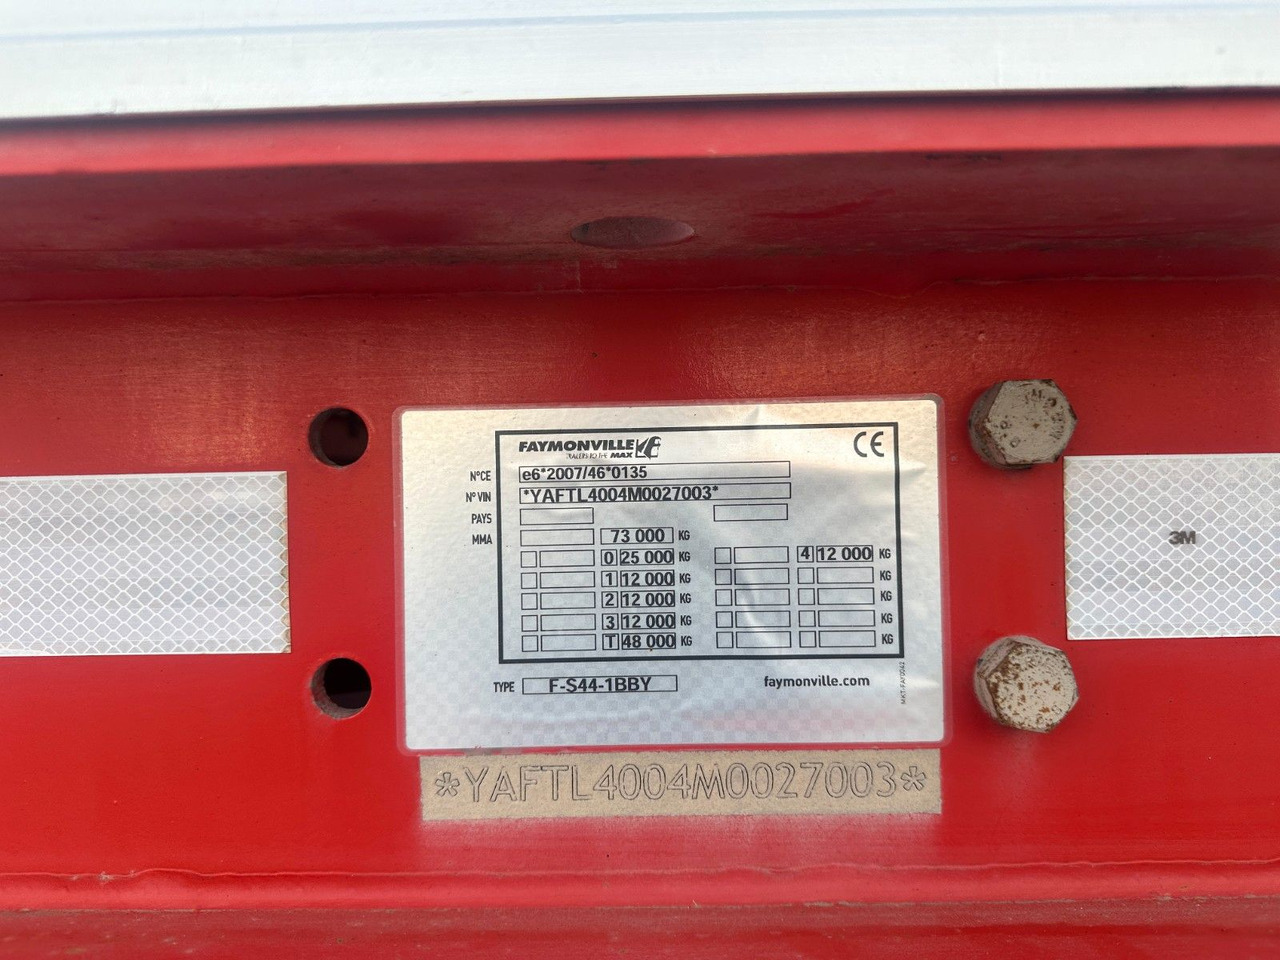 FAYMONVILLE
TRAILERS TO THE MAX
CE
N°CE e6*2007/46*0135
N° VIN *YAFTL4004M0027003*
PAYS
MMA 73 000 KG
0 25 000 KG 4 12 000 KG
1 12 000 KG KG
2 12 000 KG KG
3 12 000 KG KG
T 48 000 KG KG
TYPE F-S44-1BBY faymonville.com
MKT-FAY0042
3M
*YAFTL4004M0027003*